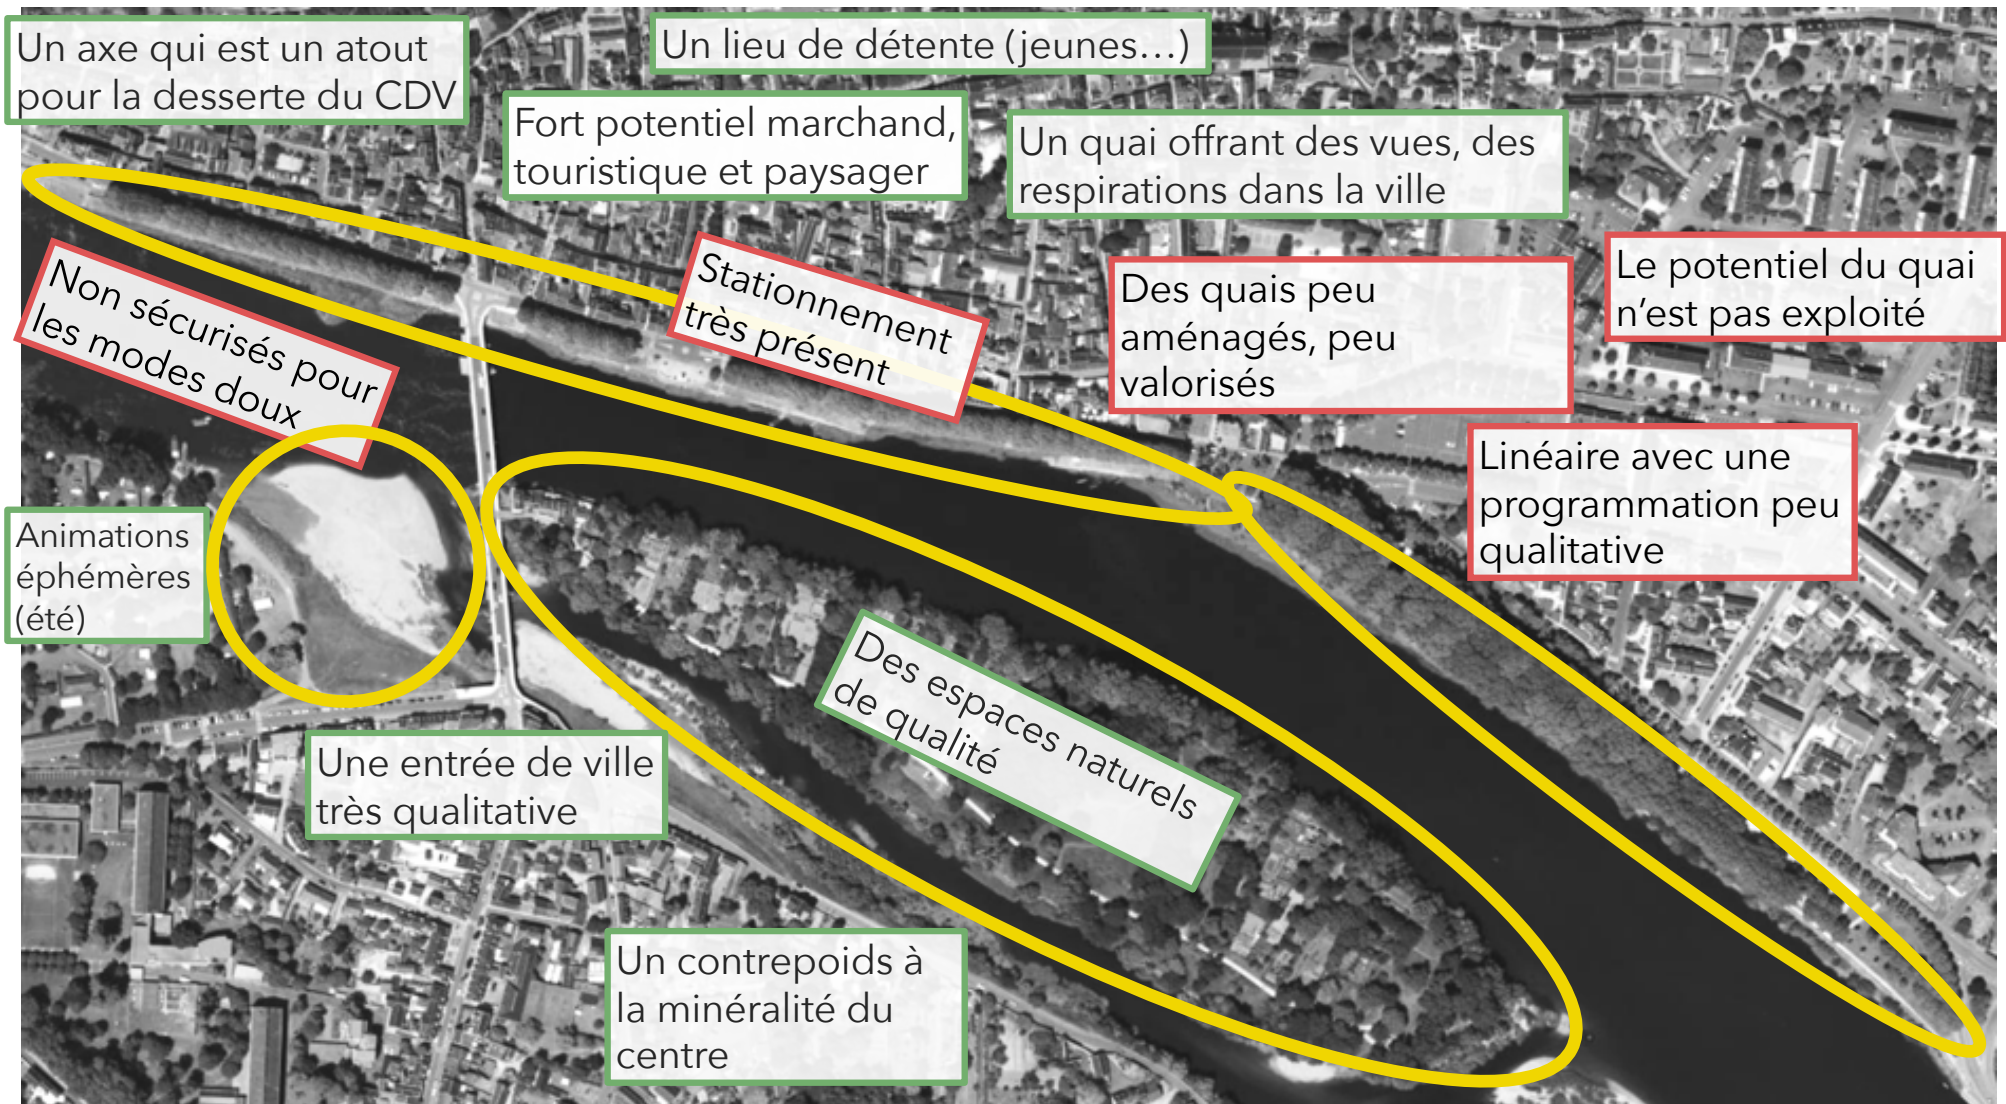 Un axe qui est un atout
pour la desserte du CDV
Un lieu de détente (jeunes…)
Fort potentiel marchand,
touristique et paysager
Un quai offrant des vues, des
respirations dans la ville
Non sécurisés pour
les modes doux
Stationnement
très présent
Des quais peu
aménagés, peu
valorisés
Le potentiel du quai
n’est pas exploité
Linéaire avec une
programmation peu
qualitative
Animations
éphémères
(été)
Des espaces naturels
de qualité
Une entrée de ville
très qualitative
Un contrepoids à
la minéralité du
centre